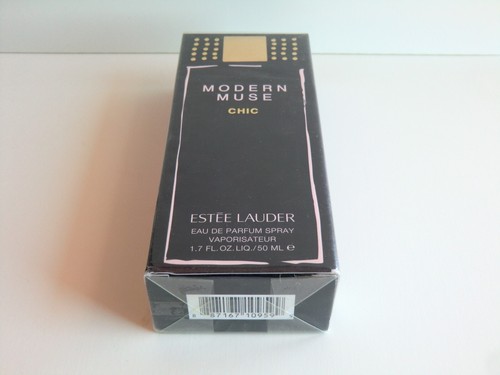 MODERN
MUSE
CHIC
ESTĒE LAUDER
EAU DE PARFUM SPRAY
VAPORISATEUR
1.7 FL.OZ.LIQ./50 ML e